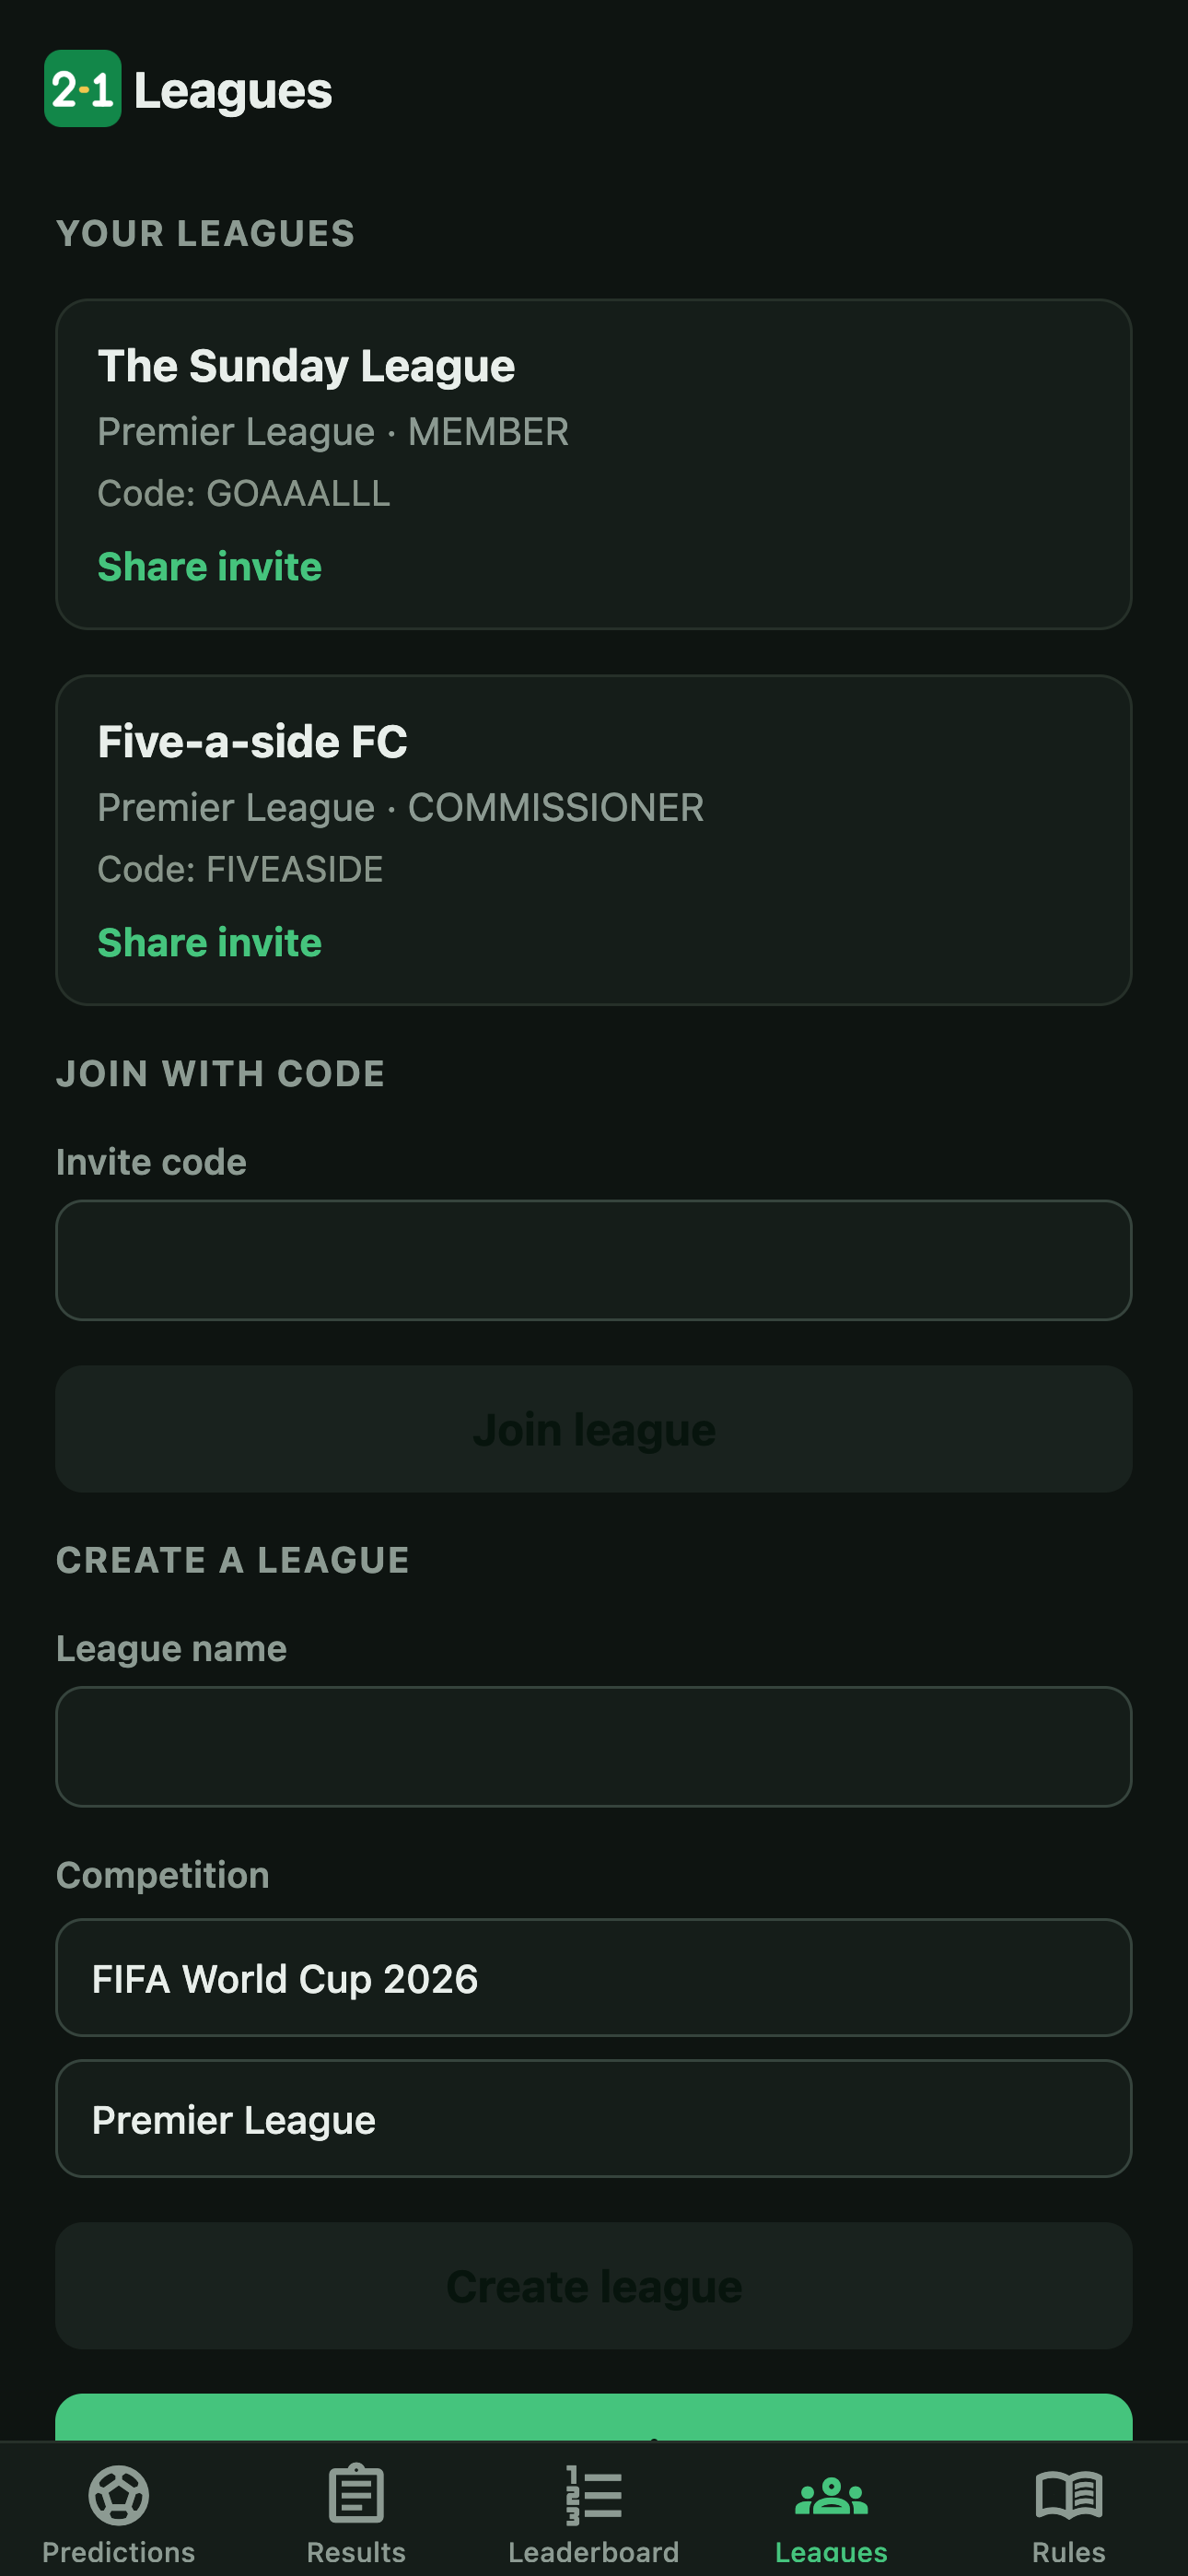 2-1 Leagues
YOUR LEAGUES
The Sunday League
Premier League · MEMBER
Code: GOAAALLL
Share invite
Five-a-side FC
Premier League · COMMISSIONER
Code: FIVEASIDE
Share invite
JOIN WITH CODE
Invite code
Join league
CREATE A LEAGUE
League name
Competition
FIFA World Cup 2026
Premier League
Create league
Predictions
Results
Leaderboard
Leagues
Rules